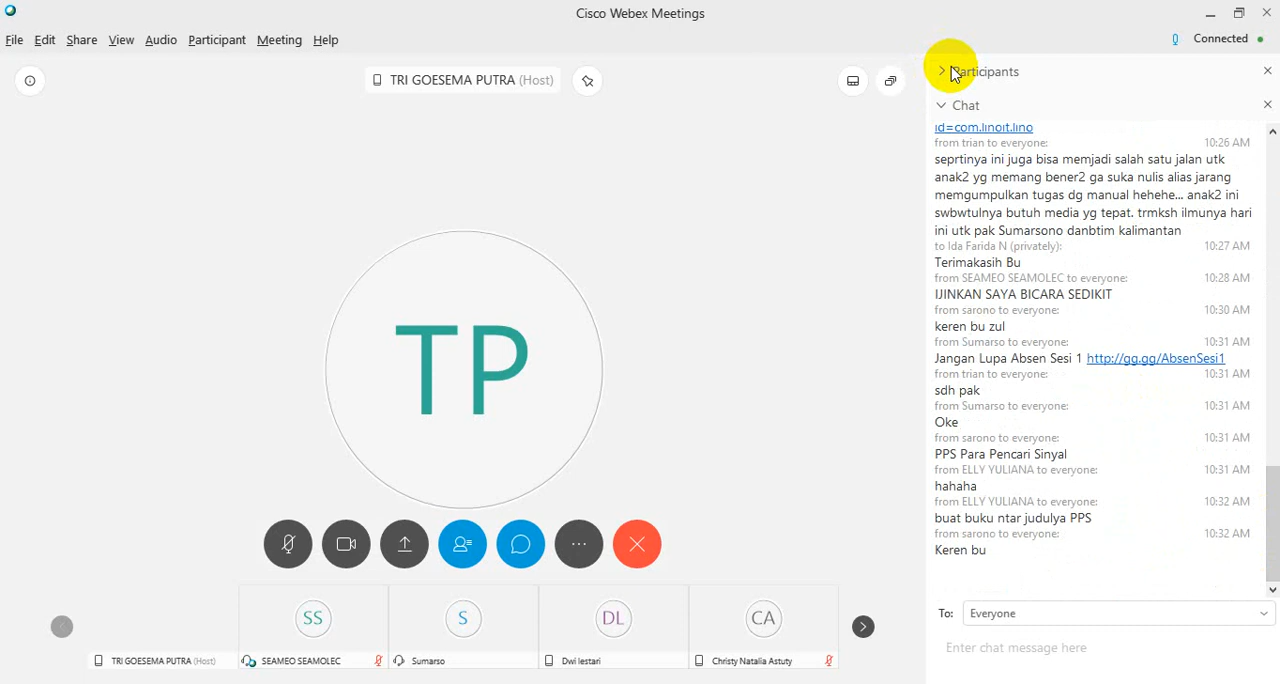 Cisco Webex Meetings
File Edit Share View Audio Participant Meeting Help
Connected
TRI GOESEMA PUTRA (Host)
Participants
Chat
id=com.linoit.lino
from trian to everyone: 10:26 AM
seprtinya ini juga bisa memjadi salah satu jalan utk
anak2 yg memang bener2 ga suka nulis alias jarang
memgumpulkan tugas dg manual hehehe... anak2 ini
swbwtulnya butuh media yg tepat. trmksh ilmunya hari
ini utk pak Sumarsono danbtim kalimantan
to Ida Farida N (privately): 10:27 AM
Terimakasih Bu
from SEAMEO SEAMOLEC to everyone: 10:28 AM
IJINKAN SAYA BICARA SEDIKIT
from sarono to everyone: 10:30 AM
keren bu zul
from Sumarso to everyone: 10:31 AM
Jangan Lupa Absen Sesi 1 http://gg.gg/AbsenSesi1
from trian to everyone: 10:31 AM
sdh pak
from Sumarso to everyone: 10:31 AM
Oke
from sarono to everyone: 10:31 AM
PPS Para Pencari Sinyal
from ELLY YULIANA to everyone: 10:31 AM
hahaha
from ELLY YULIANA to everyone: 10:32 AM
buat buku ntar judulya PPS
from sarono to everyone: 10:32 AM
Keren bu
To: Everyone
Enter chat message here
TP
SS
S
DL
CA
TRI GOESEMA PUTRA (Host)
SEAMEO SEAMOLEC
Sumarso
Dwi lestari
Christy Natalia Astuty